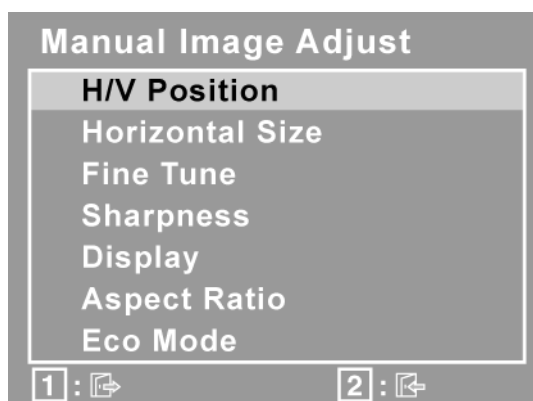 Manual Image Adjust
H/V Position
Horizontal Size
Fine Tune
Sharpness
Display
Aspect Ratio
Eco Mode
1: 2: